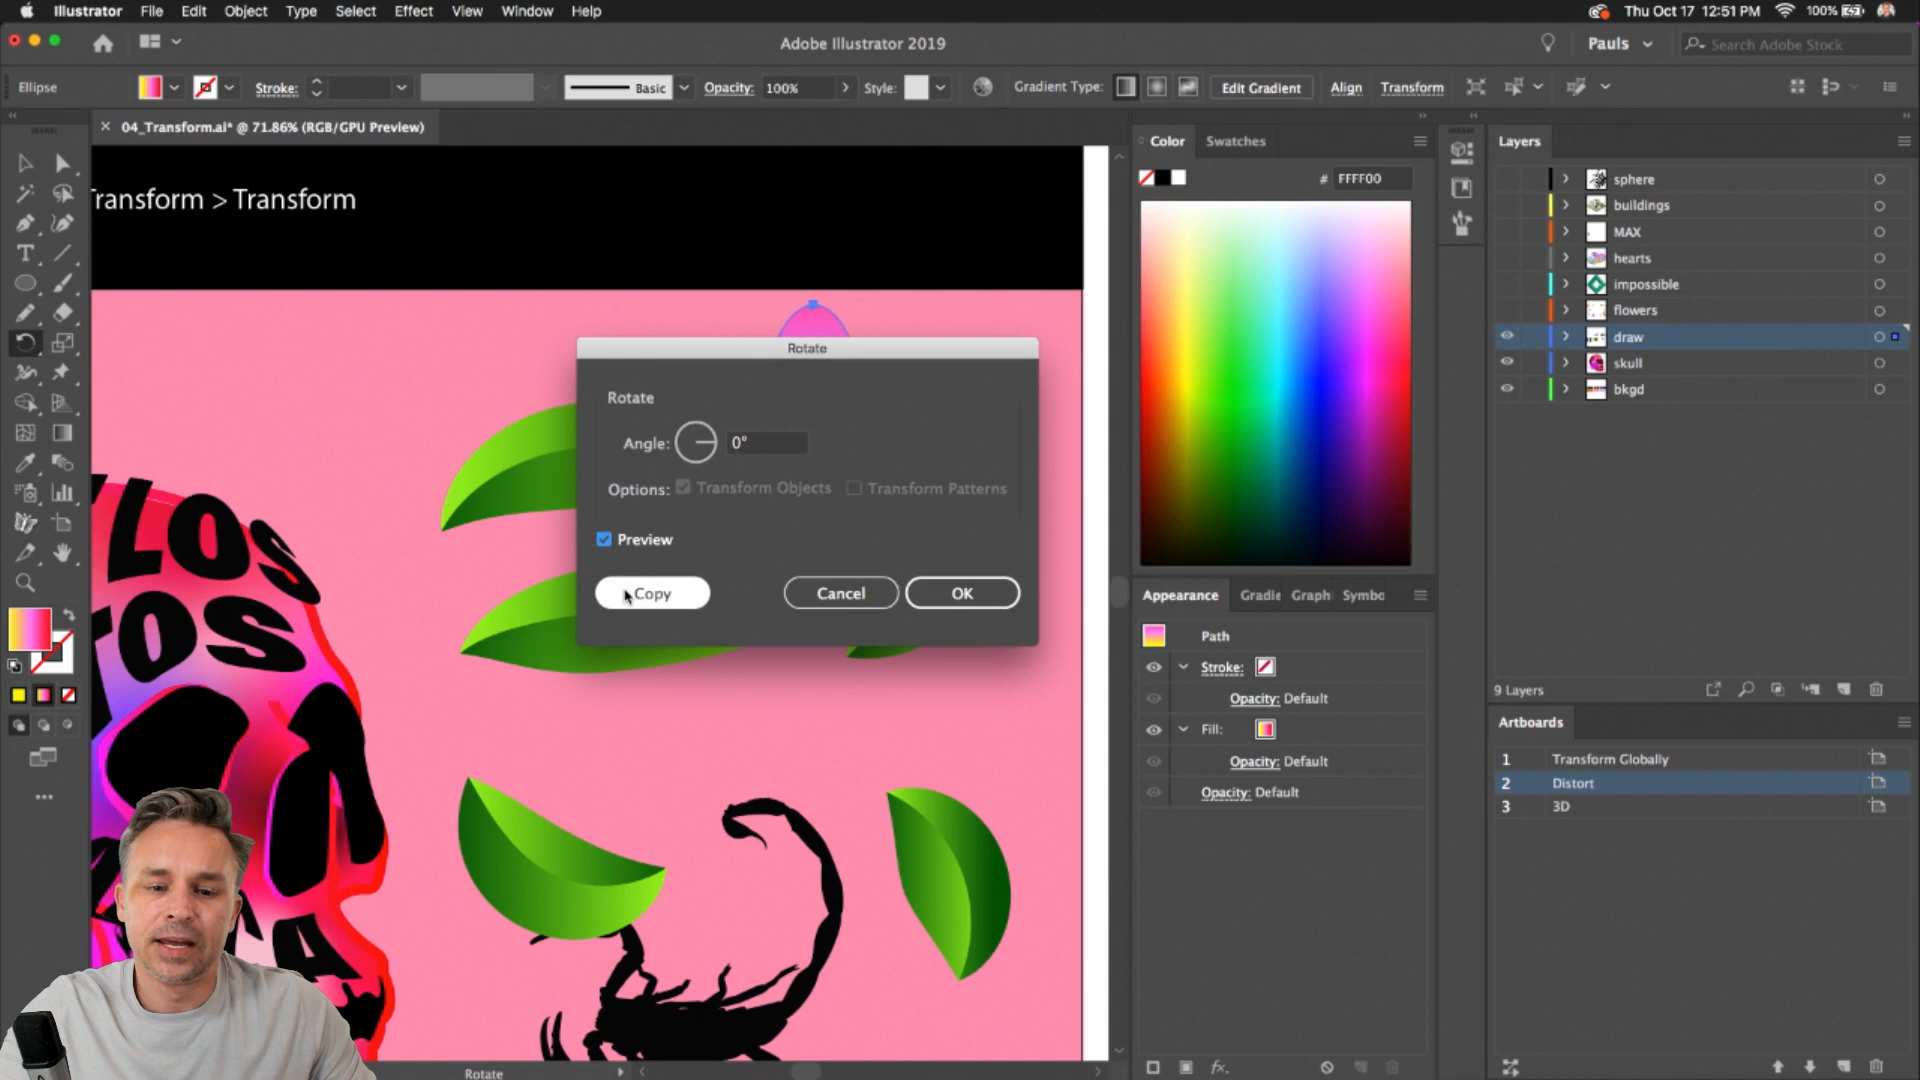 Illustrator File Edit Object Type Select Effect View Window Help
Thu Oct 17 12:51 PM 100%
Adobe Illustrator 2019
Pauls
Search Adobe Stock
Ellipse
Stroke:
Basic
Opacity: 100%
Style:
Gradient Type:
Edit Gradient
Align
Transform
04_Transform.ai* @ 71.86% (RGB/GPU Preview)
Transform > Transform
Rotate
Rotate
Angle: 0°
Options: Transform Objects Transform Patterns
Preview
Copy
Cancel
OK
LOS
TOS
A
Rotate
Color Swatches
# FFFF00
Appearance Gradie Graph Symbo
Path
Stroke:
Opacity: Default
Fill:
Opacity: Default
Opacity: Default
fx.
Layers
sphere
buildings
MAX
hearts
impossible
flowers
draw
skull
bkgd
9 Layers
Artboards
1 Transform Globally
2 Distort
3 3D